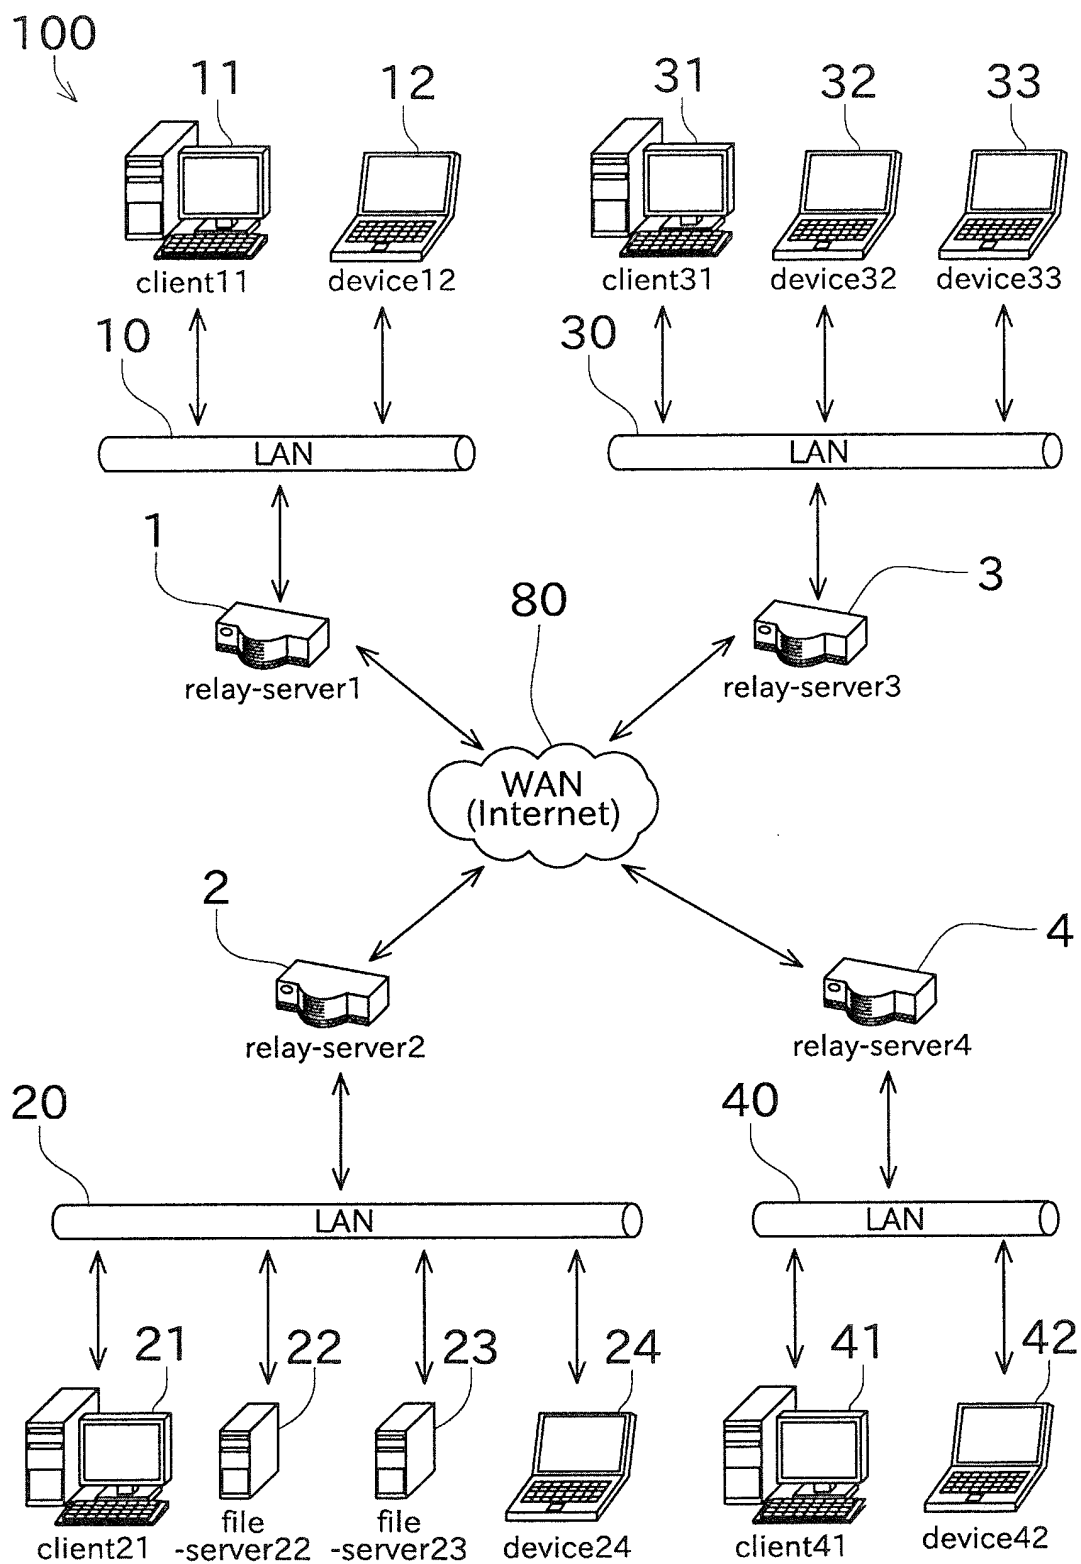 100
11
12
31
32
33
client11
device12
client31
device32
device33
10
30
LAN
LAN
1
3
80
relay-server1
relay-server3
WAN
(Internet)
2
4
relay-server2
relay-server4
20
40
LAN
LAN
21
22
23
24
41
42
client21
file
-server22
file
-server23
device24
client41
device42